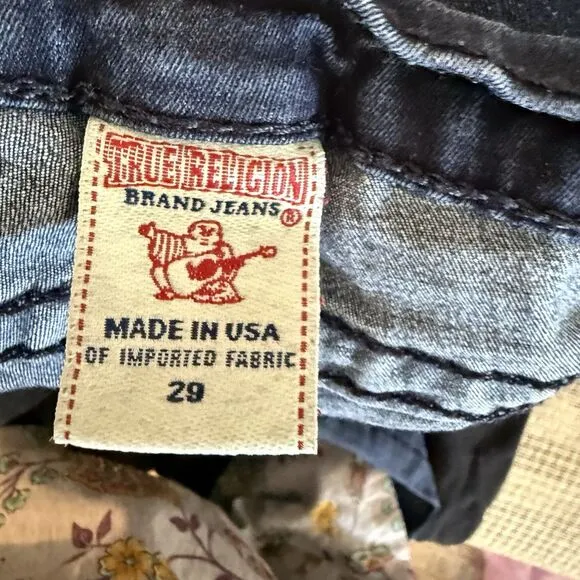 TRUE RELIGION
BRAND JEANS®
MADE IN USA
OF IMPORTED FABRIC
29